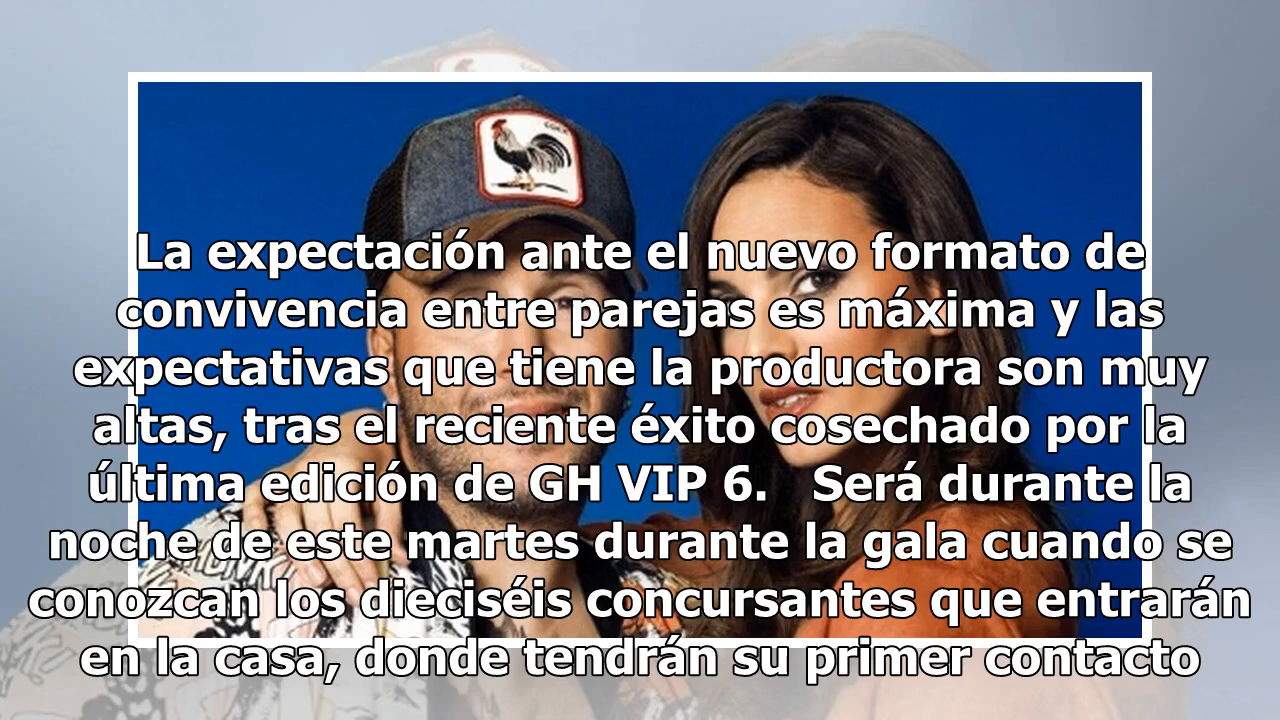 La expectación ante el nuevo formato de
convivencia entre parejas es máxima y las
expectativas que tiene la productora son muy
altas, tras el reciente éxito cosechado por la
última edición de GH VIP 6.   Será durante la
noche de este martes durante la gala cuando se
conozcan los dieciséis concursantes que entrarán
en la casa, donde tendrán su primer contacto